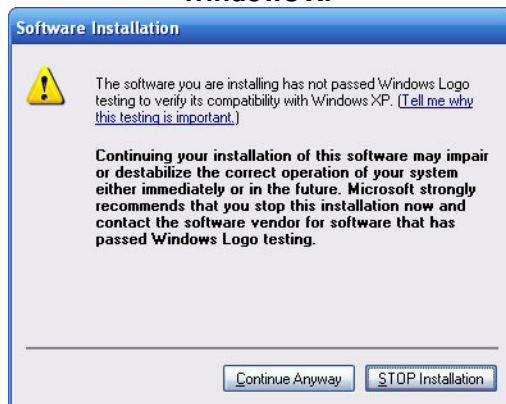 Windows XP
Software Installation
The software you are installing has not passed Windows Logo
testing to verify its compatibility with Windows XP. (Tell me why
this testing is important.)
Continuing your installation of this software may impair
or destabilize the correct operation of your system
either immediately or in the future. Microsoft strongly
recommends that you stop this installation now and
contact the software vendor for software that has
passed Windows Logo testing.
Continue Anyway STOP Installation